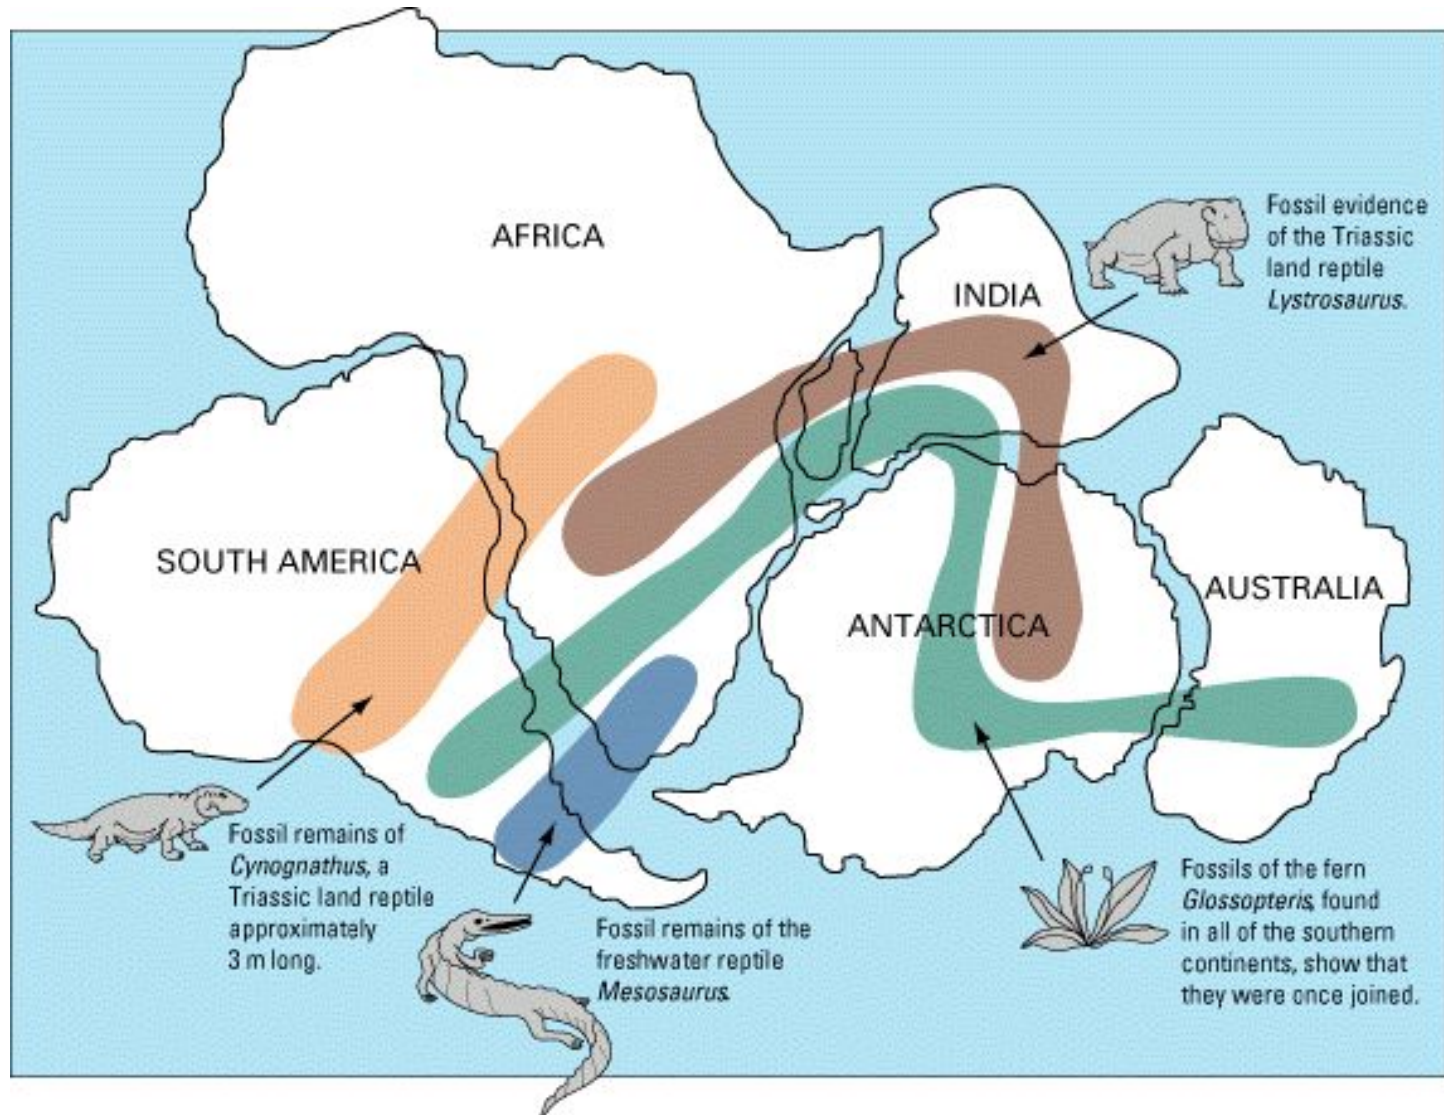 AFRICA
INDIA
Fossil evidence
of the Triassic
land reptile
Lystrosaurus.
SOUTH AMERICA
ANTARCTICA
AUSTRALIA
Fossil remains of
Cynognathus, a
Triassic land reptile
approximately
3 m long.
Fossil remains of the
freshwater reptile
Mesosaurus.
Fossils of the fern
Glossopteris, found
in all of the southern
continents, show that
they were once joined.